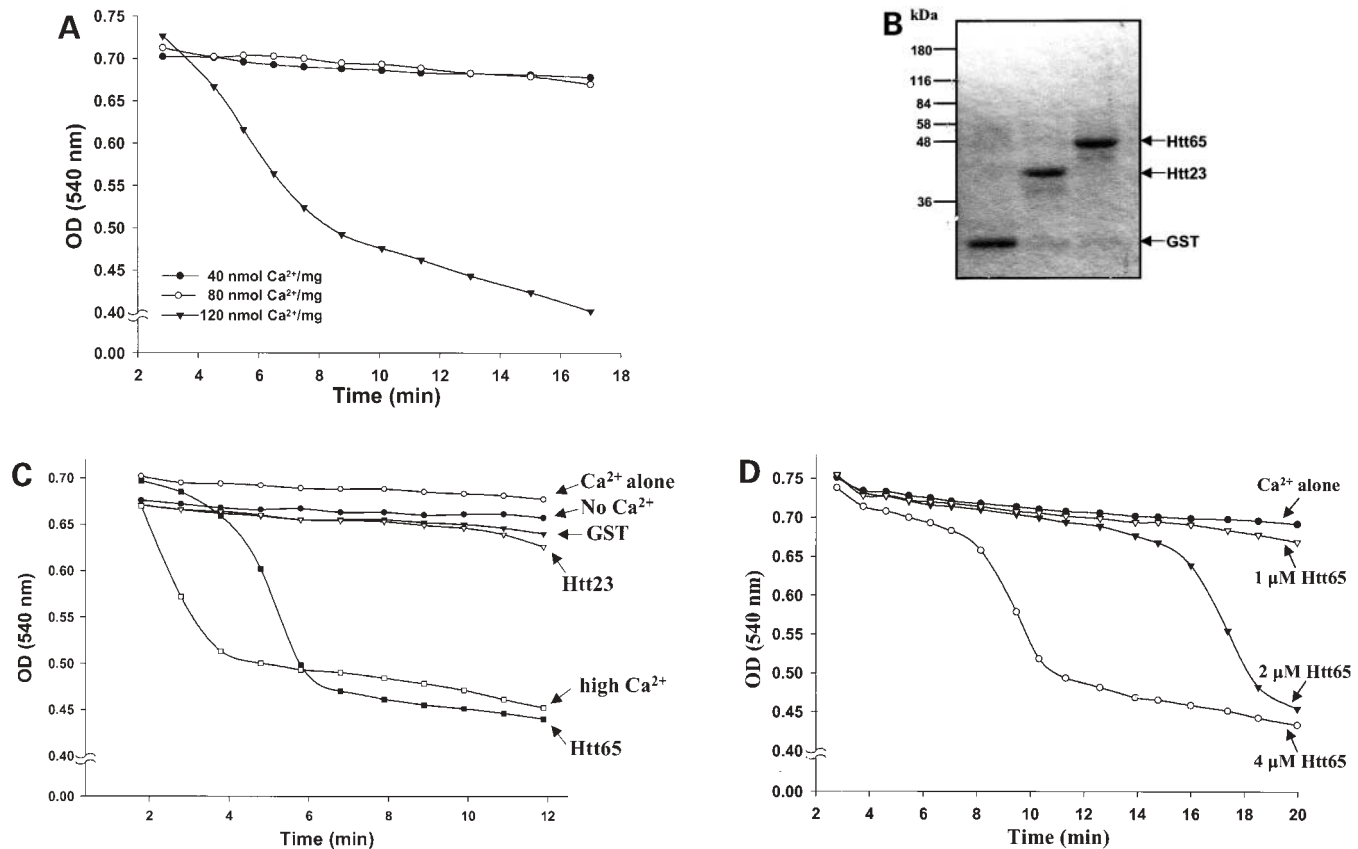 A
0.75
0.70
0.65
0.60
0.55
0.50
0.45
0.40
0.00
OD (540 nm)
40 nmol Ca²⁺/mg
80 nmol Ca²⁺/mg
120 nmol Ca²⁺/mg
2 4 6 8 10 12 14 16 18
Time (min)
B
kDa
180
116
84
58
48
36
Htt65
Htt23
GST
C
0.70
0.65
0.60
0.55
0.50
0.45
0.40
0.00
OD (540 nm)
Ca²⁺ alone
No Ca²⁺
GST
Htt23
high Ca²⁺
Htt65
2 4 6 8 10 12
Time (min)
D
0.75
0.70
0.65
0.60
0.55
0.50
0.45
0.40
0.00
OD (540 nm)
Ca²⁺ alone
1 µM Htt65
2 µM Htt65
4 µM Htt65
2 4 6 8 10 12 14 16 18 20
Time (min)